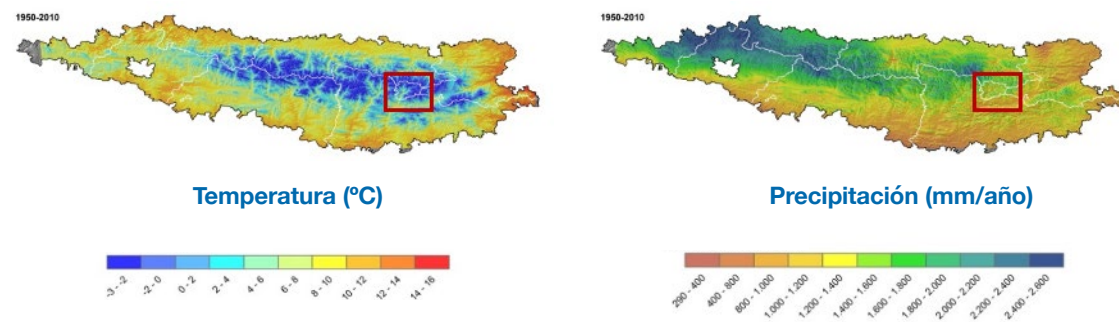 1950-2010
1950-2010
Temperatura (ºC)
Precipitación (mm/año)
-3 - -2
-2 - 0
0 - 2
2 - 4
4 - 6
6 - 8
8 - 10
10 - 12
12 - 14
14 - 16
290 - 400
400 - 800
800 - 1.000
1.000 - 1.200
1.200 - 1.400
1.400 - 1.600
1.600 - 1.800
1.800 - 2.000
2.000 - 2.200
2.200 - 2.400
2.400 - 2.600